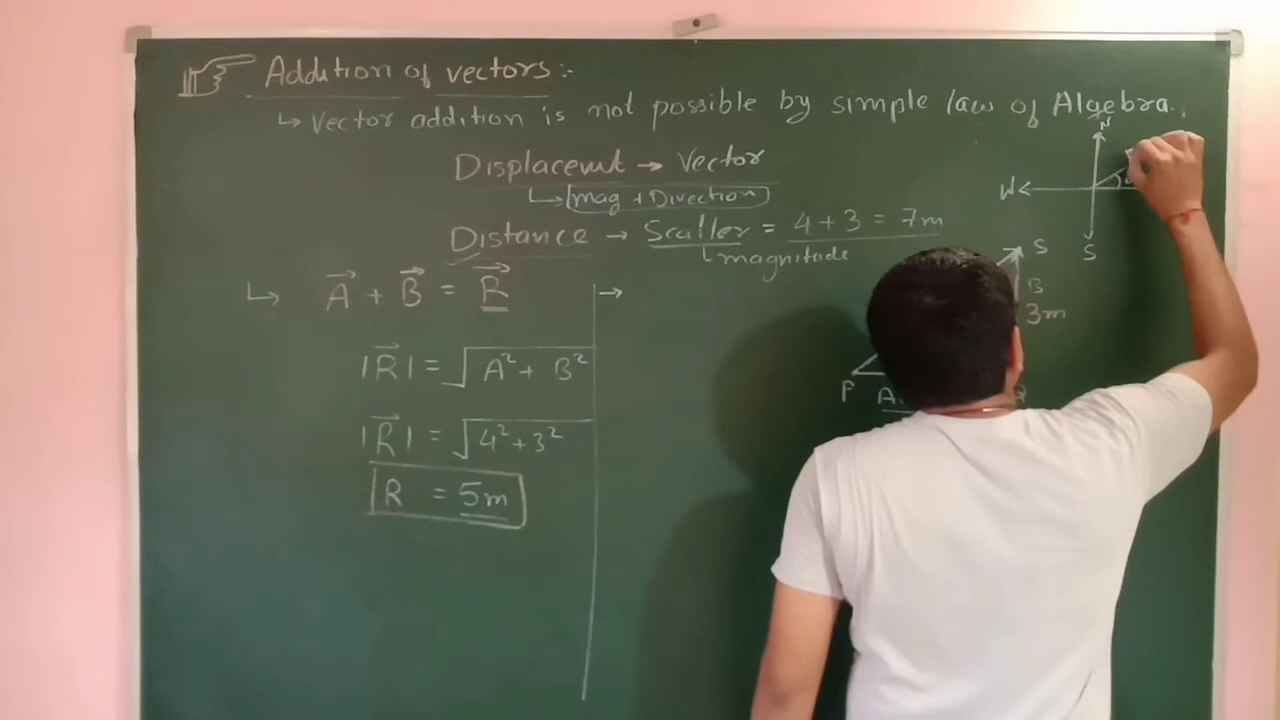 Addition of vectors :-
↳ Vector addition is not possible by simple law of Algebra.
Displacemt → Vector
↳ mag + Direction
Distance → Scaller = 4 + 3 = 7m
magnitude
N
W
S
S
B
3m
P
A
↳ A + B = R
→
|R| = √A² + B²
|R| = √4² + 3²
R = 5m